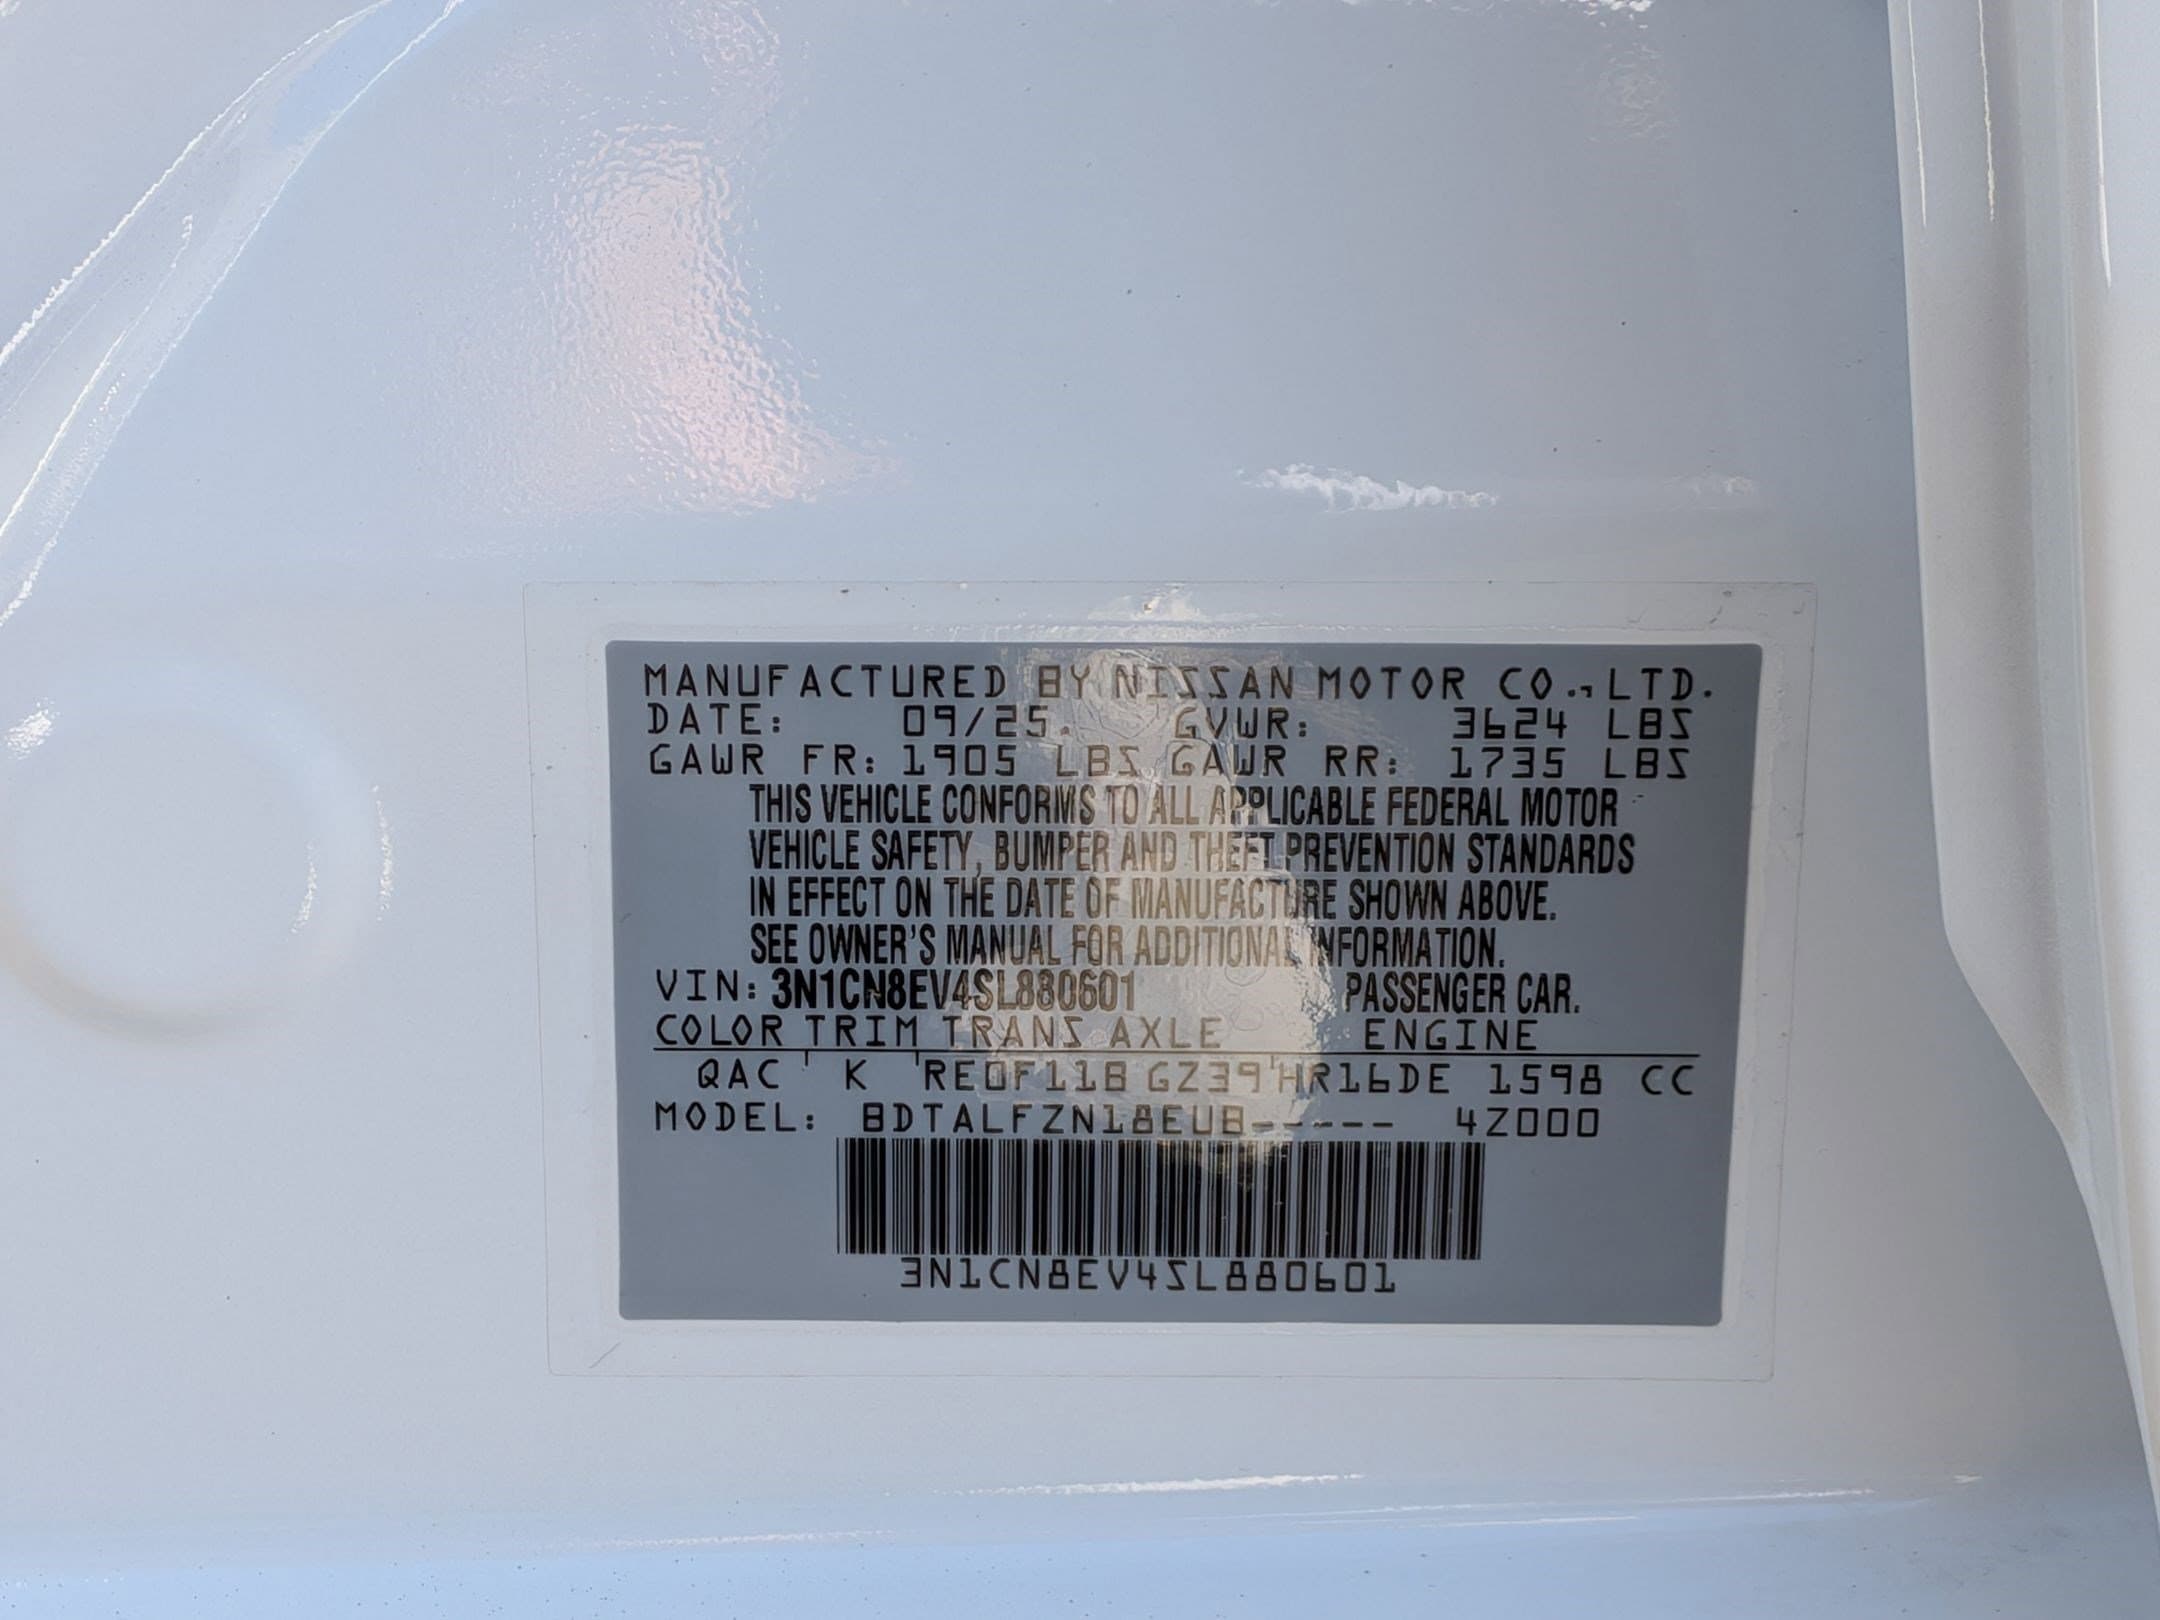 MANUFACTURED BY NISSAN MOTOR CO.,LTD.
DATE: 09/25. GVWR: 3624 LBS
GAWR FR: 1905 LBS GAWR RR: 1735 LBS
THIS VEHICLE CONFORMS TO ALL APPLICABLE FEDERAL MOTOR
VEHICLE SAFETY, BUMPER AND THEFT PREVENTION STANDARDS
IN EFFECT ON THE DATE OF MANUFACTURE SHOWN ABOVE.
SEE OWNER'S MANUAL FOR ADDITIONAL INFORMATION.
VIN: 3N1CN8EV4SL880601 PASSENGER CAR.
COLOR TRIM TRANS AXLE ENGINE
QAC K RE0F11B GZ39 HR16DE 1598 CC
MODEL: BDTALFZN18EUB----- 4Z000
3N1CN8EV4SL880601